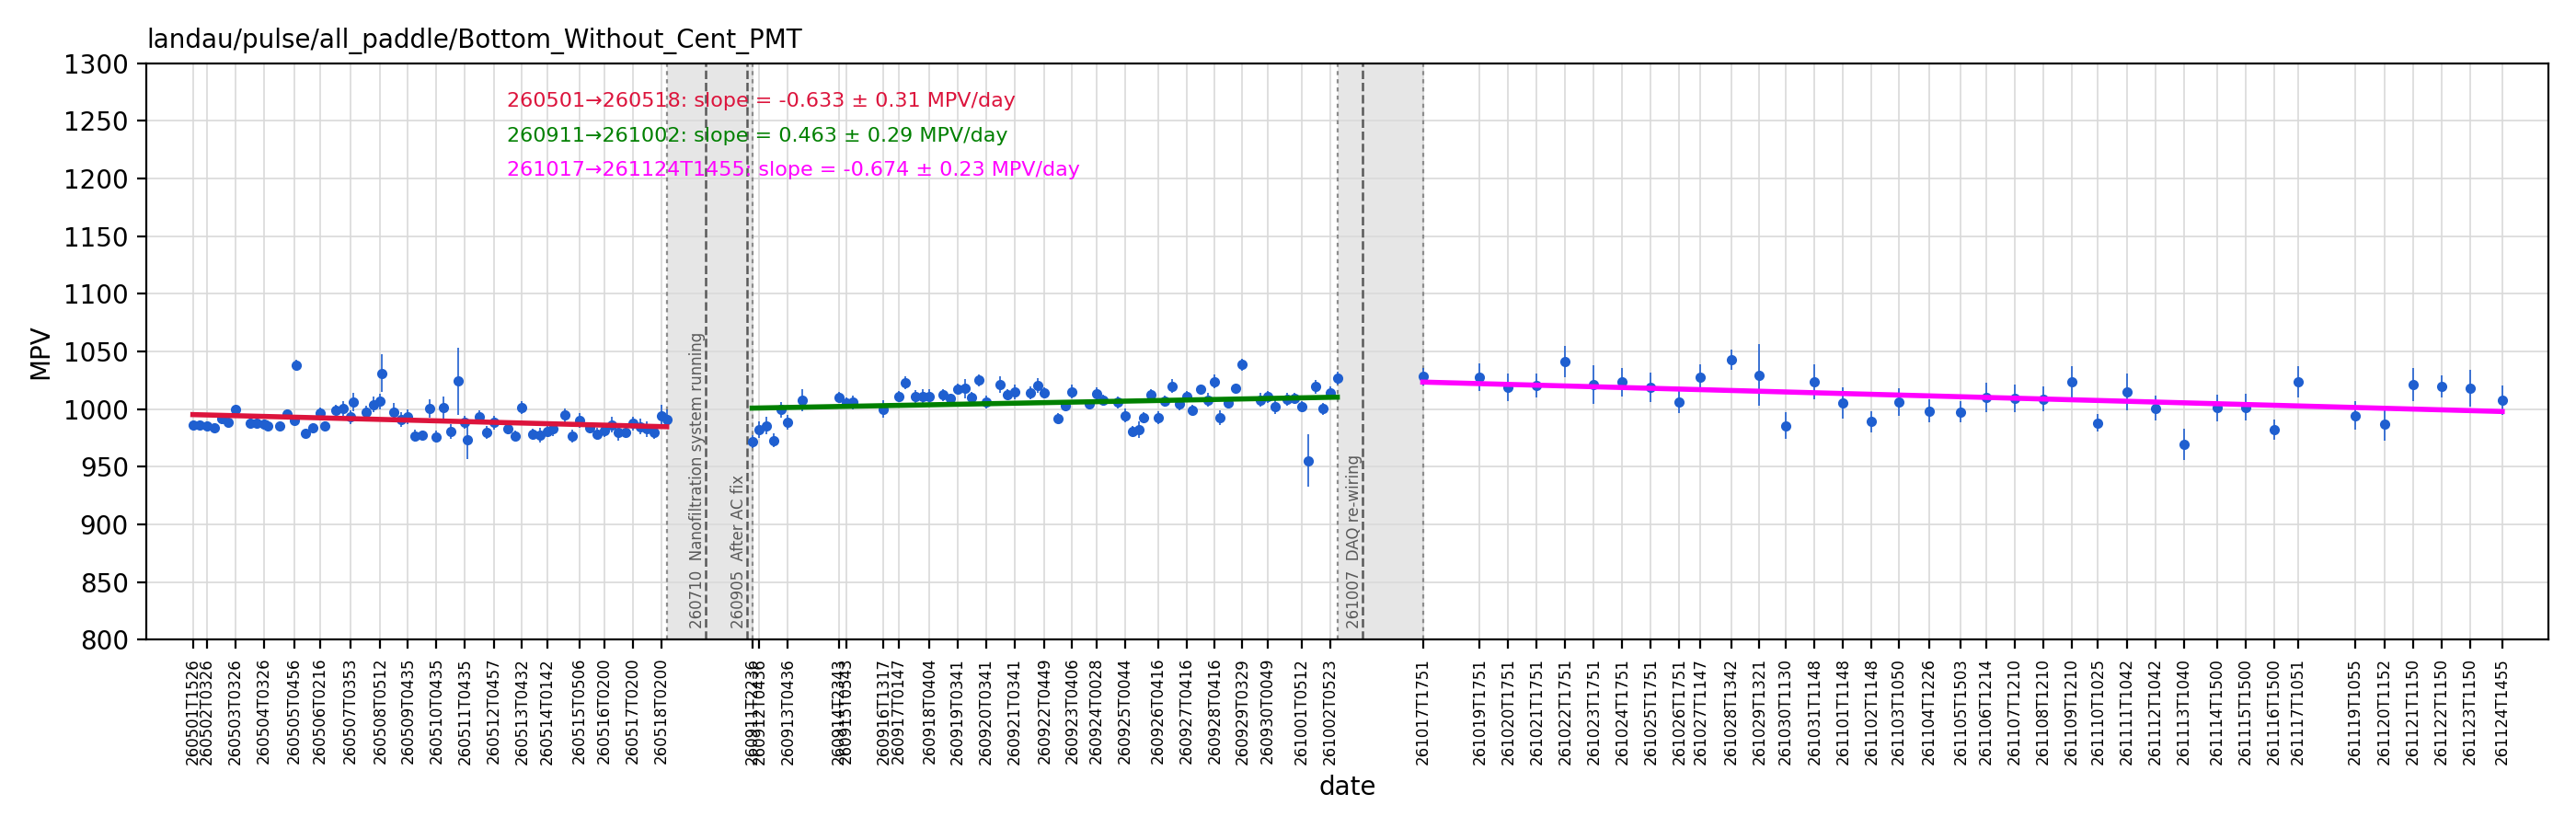 landau/pulse/all_paddle/Bottom_Without_Cent_PMT
1300
1250
1200
1150
1100
1050
1000
950
900
850
800
MPV
260501→260518: slope = -0.633 ± 0.31 MPV/day
260911→261002: slope = 0.463 ± 0.29 MPV/day
261017→261124T1455: slope = -0.674 ± 0.23 MPV/day
260710 Nanofiltration system running
260905 After AC fix
261007 DAQ re-wiring
260501T1526
260502T0326
260503T0326
260504T0326
260505T0456
260506T0216
260507T0353
260508T0512
260509T0435
260510T0435
260511T0435
260512T0457
260513T0432
260514T0142
260515T0506
260516T0200
260517T0200
260518T0200
260911T2236
260912T0436
260913T0436
260914T2343
260915T0543
260916T1317
260917T0147
260918T0404
260919T0341
260920T0341
260921T0341
260922T0449
260923T0406
260924T0028
260925T0044
260926T0416
260927T0416
260928T0416
260929T0329
260930T0049
261001T0512
261002T0523
261017T1751
261019T1751
261020T1751
261021T1751
261022T1751
261023T1751
261024T1751
261025T1751
261026T1751
261027T1147
261028T1342
261029T1321
261030T1130
261031T1148
261101T1148
261102T1148
261103T1050
261104T1226
261105T1503
261106T1214
261107T1210
261108T1210
261109T1210
261110T1025
261111T1042
261112T1042
261113T1040
261114T1500
261115T1500
261116T1500
261117T1051
261119T1055
261120T1152
261121T1150
261122T1150
261123T1150
261124T1455
date